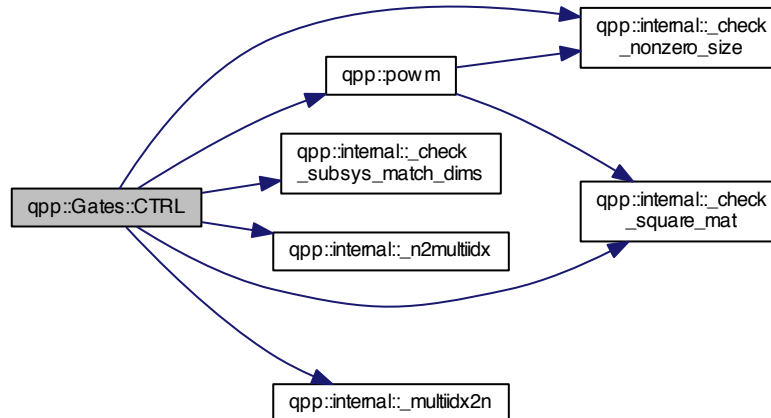 qpp::internal::_check
_nonzero_size
qpp::powm
qpp::internal::_check
_subsys_match_dims
qpp::Gates::CTRL
qpp::internal::_check
_square_mat
qpp::internal::_n2multiidx
qpp::internal::_multiidx2n